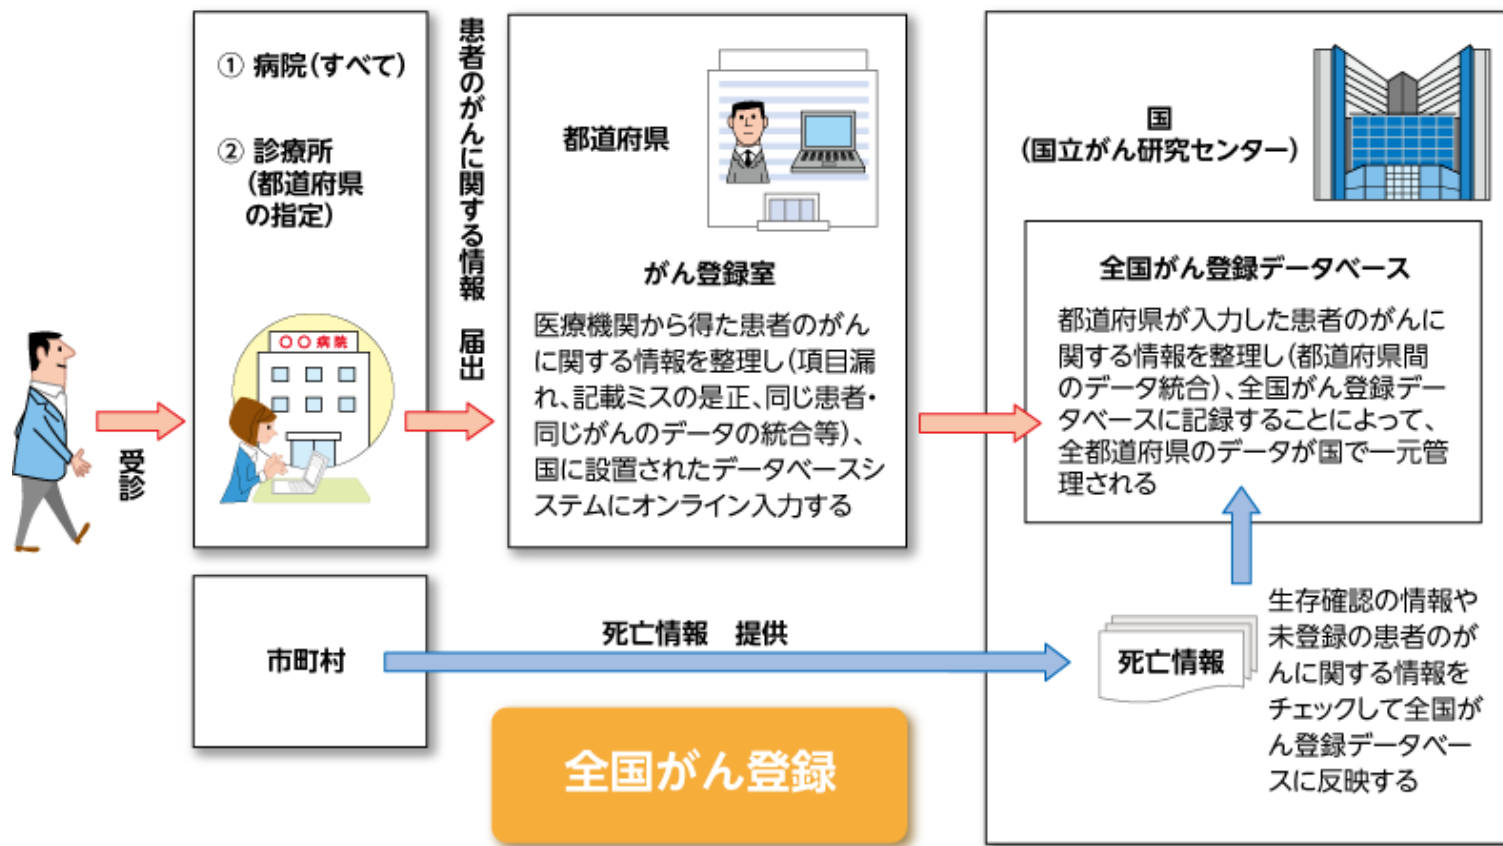 ① 病院(すべて)
② 診療所
(都道府県
の指定)
〇〇病院
受診
患者のがんに関する情報 届出
都道府県
がん登録室
医療機関から得た患者のがん
に関する情報を整理し(項目漏
れ、記載ミスの是正、同じ患者・
同じがんのデータの統合等)、
国に設置されたデータベースシ
ステムにオンライン入力する
国
(国立がん研究センター)
全国がん登録データベース
都道府県が入力した患者のがんに
関する情報を整理し(都道府県間
のデータ統合)、全国がん登録デー
タベースに記録することによって、
全都道府県のデータが国で一元管
理される
市町村
死亡情報 提供
死亡情報
生存確認の情報や
未登録の患者のが
んに関する情報を
チェックして全国が
ん登録データベー
スに反映する
全国がん登録